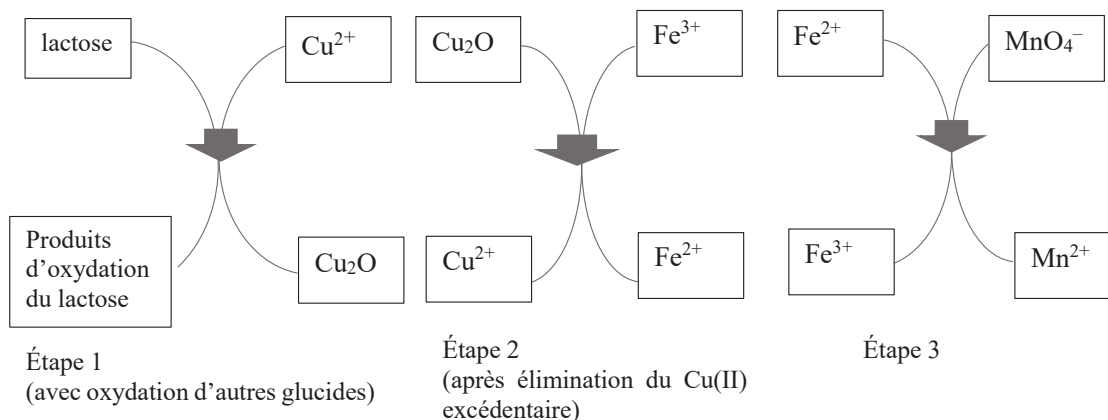 lactose
Cu²⁺
Cu₂O
Fe³⁺
Fe²⁺
MnO₄⁻
Produits
d’oxydation
du lactose
Cu₂O
Cu²⁺
Fe²⁺
Fe³⁺
Mn²⁺
Étape 1
(avec oxydation d’autres glucides)
Étape 2
(après élimination du Cu(II)
excédentaire)
Étape 3